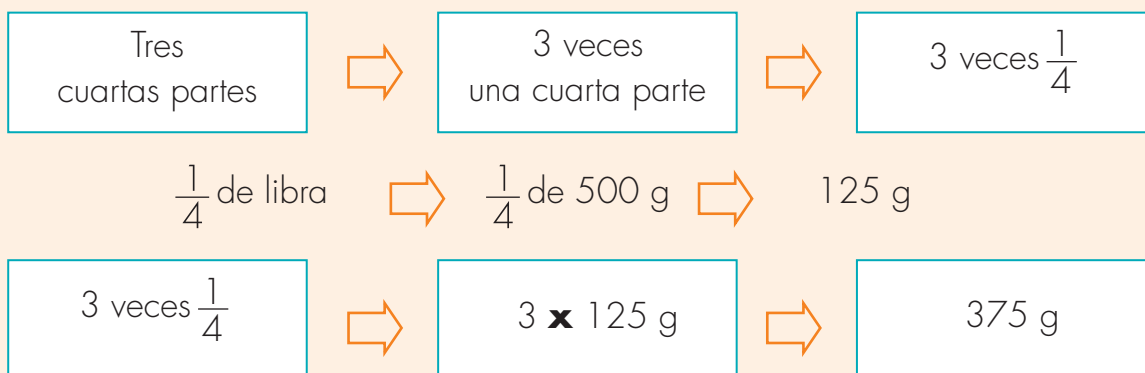 Tres cuartas partes
3 veces una cuarta parte
3 veces 1/4
1/4 de libra
1/4 de 500 g
125 g
3 veces 1/4
3 x 125 g
375 g